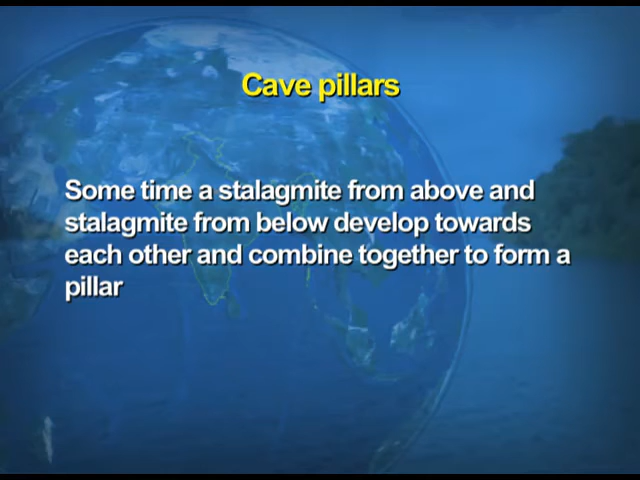 Cave pillars
Some time a stalagmite from above and
stalagmite from below develop towards
each other and combine together to form a
pillar